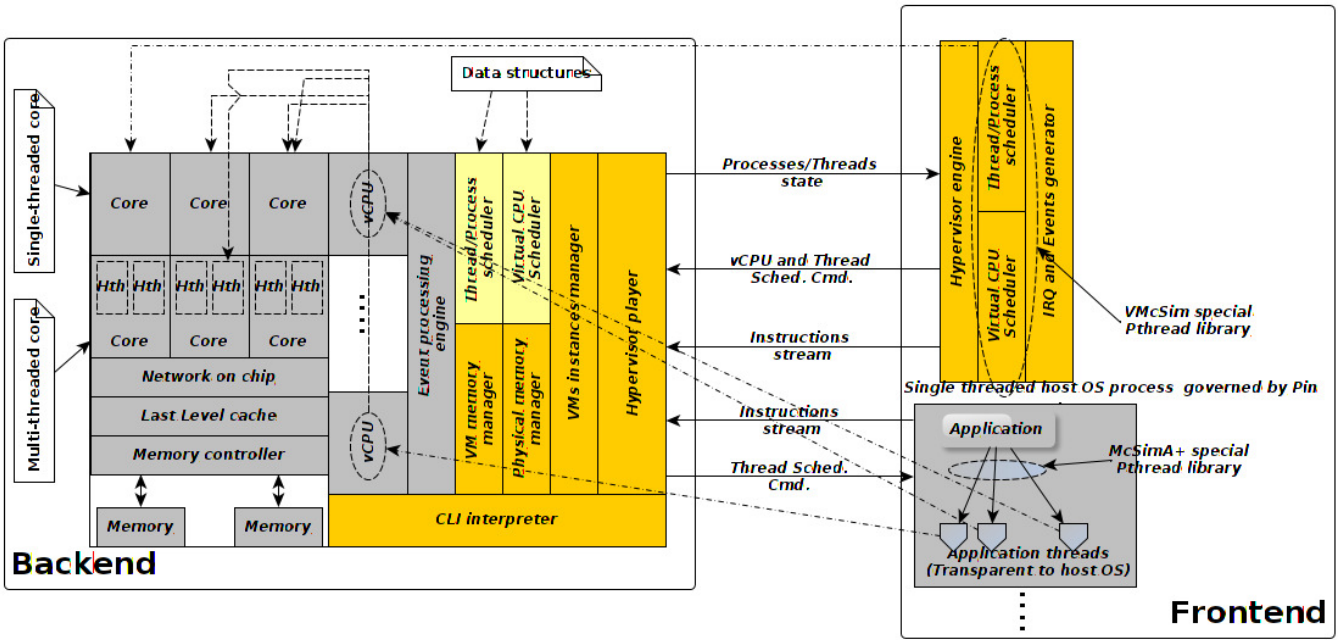 Data structures
Single-threaded core
Multi-threaded core
Core
Core
Core
vCPU
Hth
Hth
Hth
Hth
Hth
Hth
Core
Core
Core
Network on chip
Last Level cache
Memory controller
Memory
Memory
vCPU
Event processing
engine
Thread/Process
scheduler
Virtual CPU
Scheduler
VM memory
manager
Physical memory
manager
VMs instances manager
Hypervisor player
CLI interpreter
Backend
Processes/Threads
state
vCPU and Thread
Sched. Cmd.
Instructions
stream
Instructions
stream
Thread Sched.
Cmd.
Hypervisor engine
Thread/Process
scheduler
Virtual CPU
Scheduler
IRQ and Events generator
VMcSim special
Pthread library
Single threaded host OS process governed by Pin
Application
McSimA+ special
Pthread library
Application threads
(Transparent to host OS)
Frontend